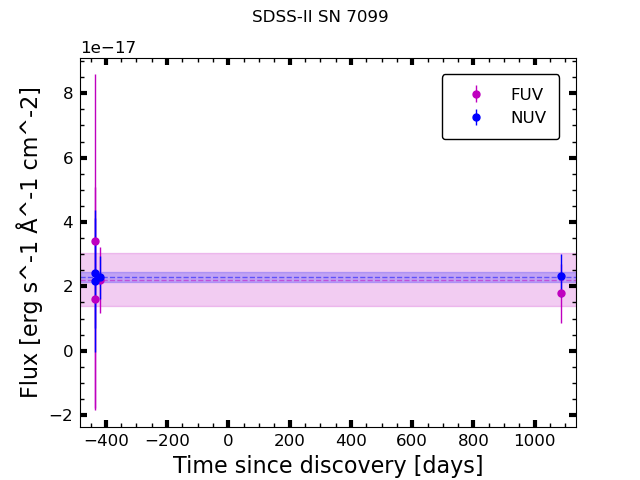 SDSS-II SN 7099
1e−17
FUV
NUV
8
6
4
2
0
−2
Flux [erg s^-1 Å^-1 cm^-2]
−400 −200 0 200 400 600 800 1000
Time since discovery [days]